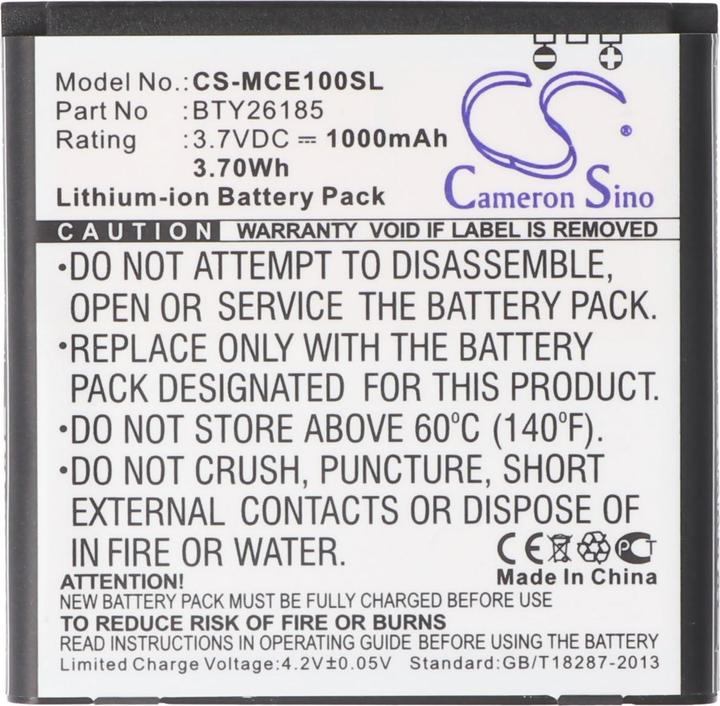 Model No.:CS-MCE100SL
Part No :BTY26185
Rating :3.7VDC ⎓ 1000mAh
3.70Wh
Lithium-ion Battery Pack
CS®
Cameron Sino
CAUTION WARRANTY VOID IF LABEL IS REMOVED
•DO NOT ATTEMPT TO DISASSEMBLE,
OPEN OR SERVICE THE BATTERY PACK.
•REPLACE ONLY WITH THE BATTERY
PACK DESIGNATED FOR THIS PRODUCT.
•DO NOT STORE ABOVE 60°C (140°F).
•DO NOT CRUSH, PUNCTURE, SHORT
EXTERNAL CONTACTS OR DISPOSE OF
IN FIRE OR WATER.
CE PCT
Made In China
ATTENTION!
NEW BATTERY PACK MUST BE FULLY CHARGED BEFORE USE
TO REDUCE RISK OF FIRE OR BURNS
READ INSTRUCTIONS IN OPERATING GUIDE BEFORE USING THE BATTERY
Limited Charge Voltage:4.2V±0.05V Standard:GB/T18287-2013